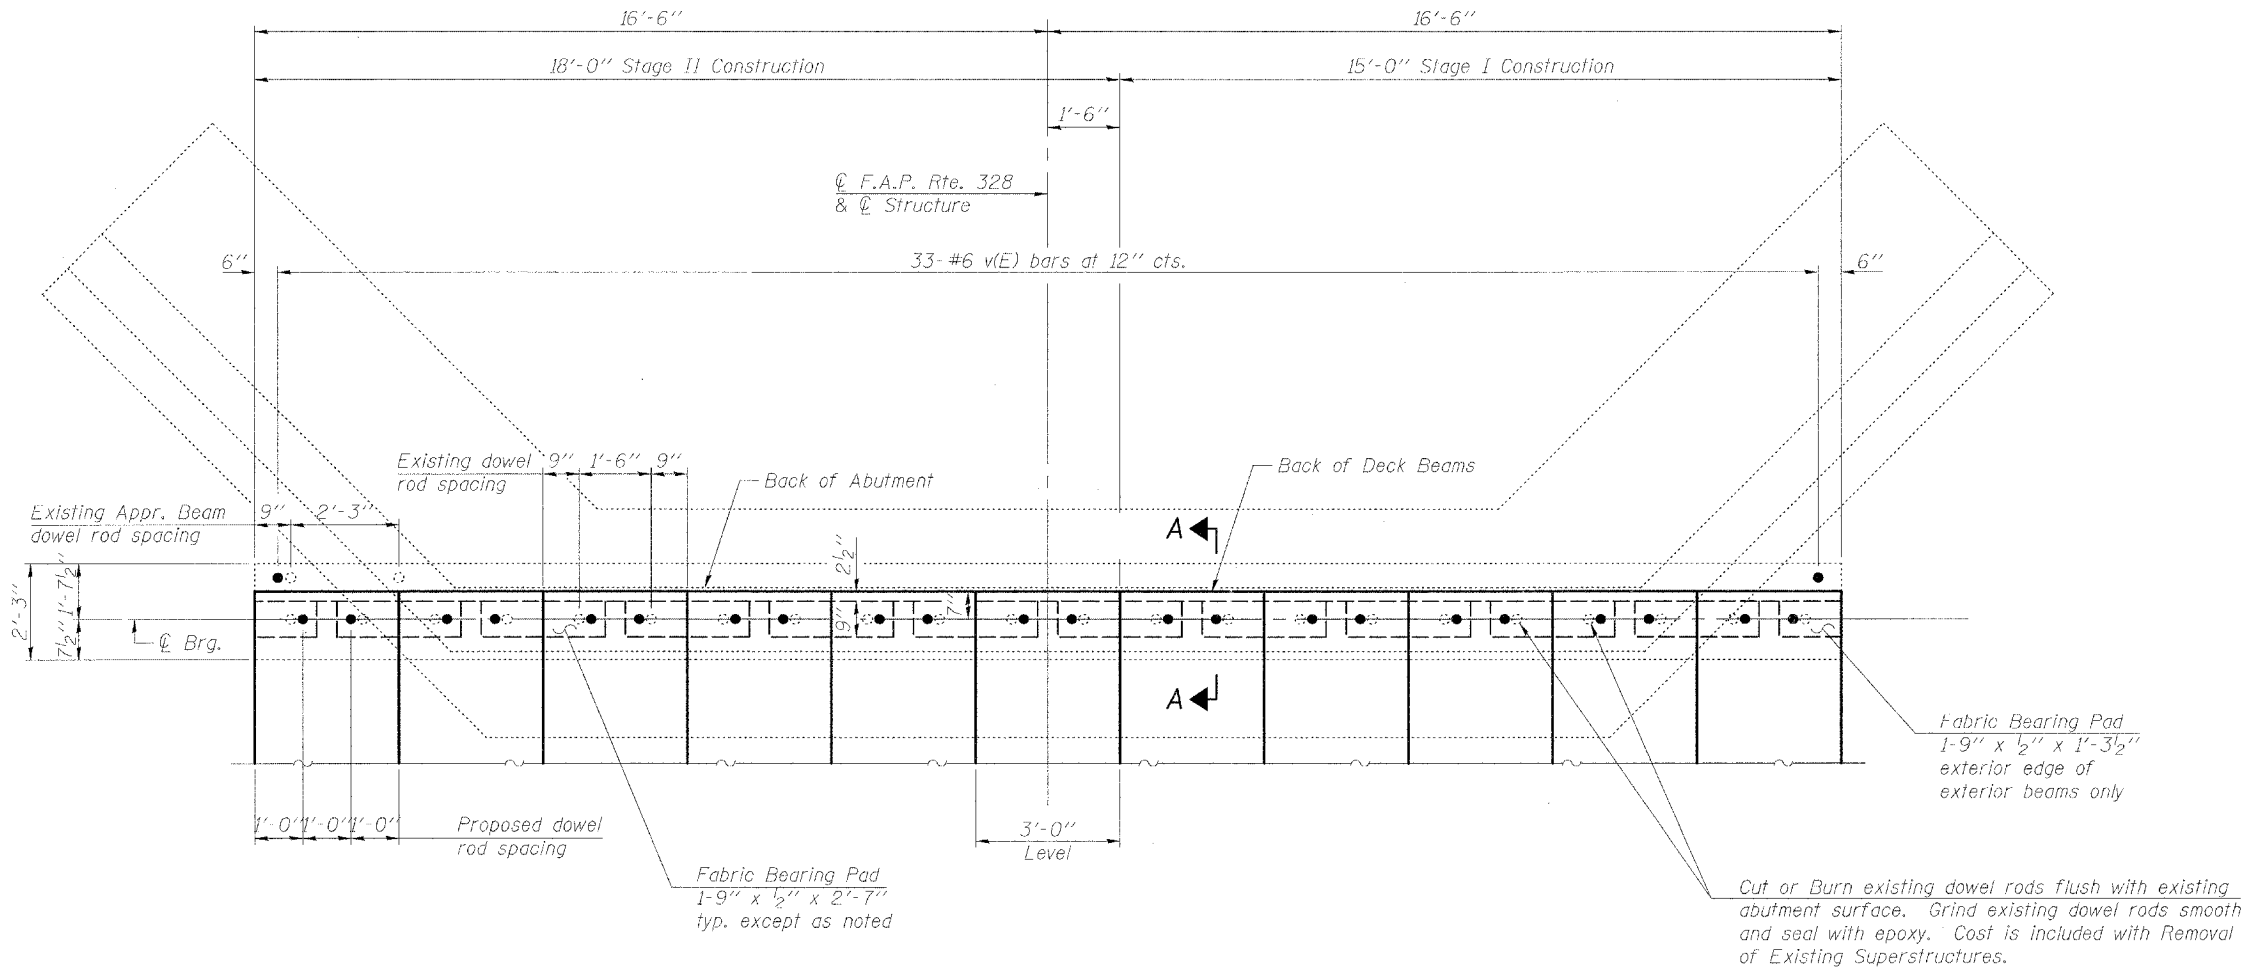 16'-6"
16'-6"
18'-0" Stage II Construction
15'-0" Stage I Construction
1'-6"
℄ F.A.P. Rte. 328
& ℄ Structure
6"
33- #6 v(E) bars at 12" cts.
6"
Existing dowel
rod spacing
9"
1'-6"
9"
Back of Abutment
Back of Deck Beams
Existing Appr. Beam
dowel rod spacing
9"
2'-3"
A
2½"
2'-3"
1'-7½"
7½"
9"
7"
℄ Brg.
A
Fabric Bearing Pad
1-9" x ½" x 1'-3½"
exterior edge of
exterior beams only
1'-0"
1'-0"
1'-0"
Proposed dowel
rod spacing
3'-0"
Level
Fabric Bearing Pad
1-9" x ½" x 2'-7"
typ. except as noted
Cut or Burn existing dowel rods flush with existing
abutment surface. Grind existing dowel rods smooth
and seal with epoxy. Cost is included with Removal
of Existing Superstructures.